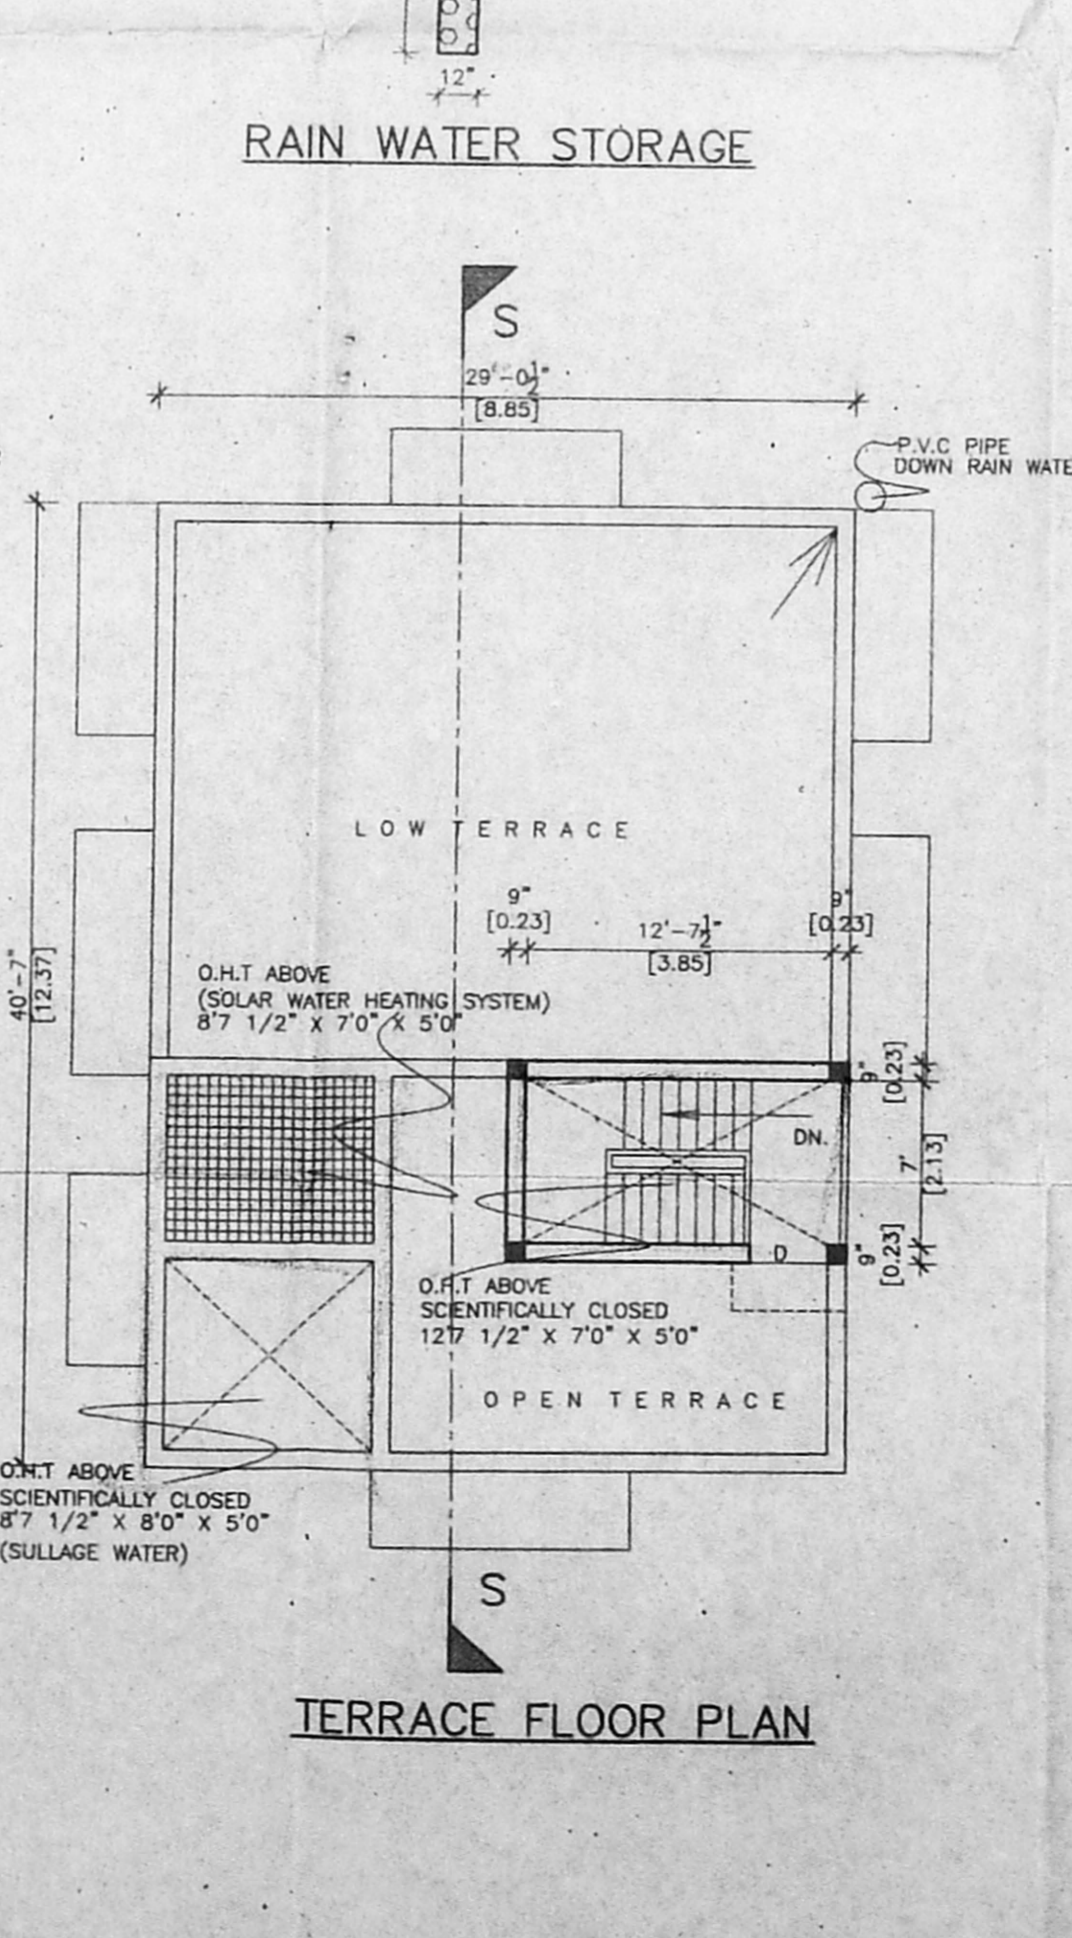 12"
RAIN WATER STORAGE
S
29'-0½"
[8.85]
P.V.C PIPE
DOWN RAIN WATE
LOW TERRACE
9"
[0.23]
12'-7½"
[3.85]
9"
[0.23]
40'-7"
[12.37]
O.H.T ABOVE
(SOLAR WATER HEATING SYSTEM)
8'7 1/2" X 7'0" X 5'0"
9"
[0.23]
DN.
7'
[2.13]
D
9"
[0.23]
O.H.T ABOVE
SCIENTIFICALLY CLOSED
12'7 1/2" X 7'0" X 5'0"
OPEN TERRACE
O.H.T ABOVE
SCIENTIFICALLY CLOSED
8'7 1/2" X 8'0" X 5'0"
(SULLAGE WATER)
S
TERRACE FLOOR PLAN